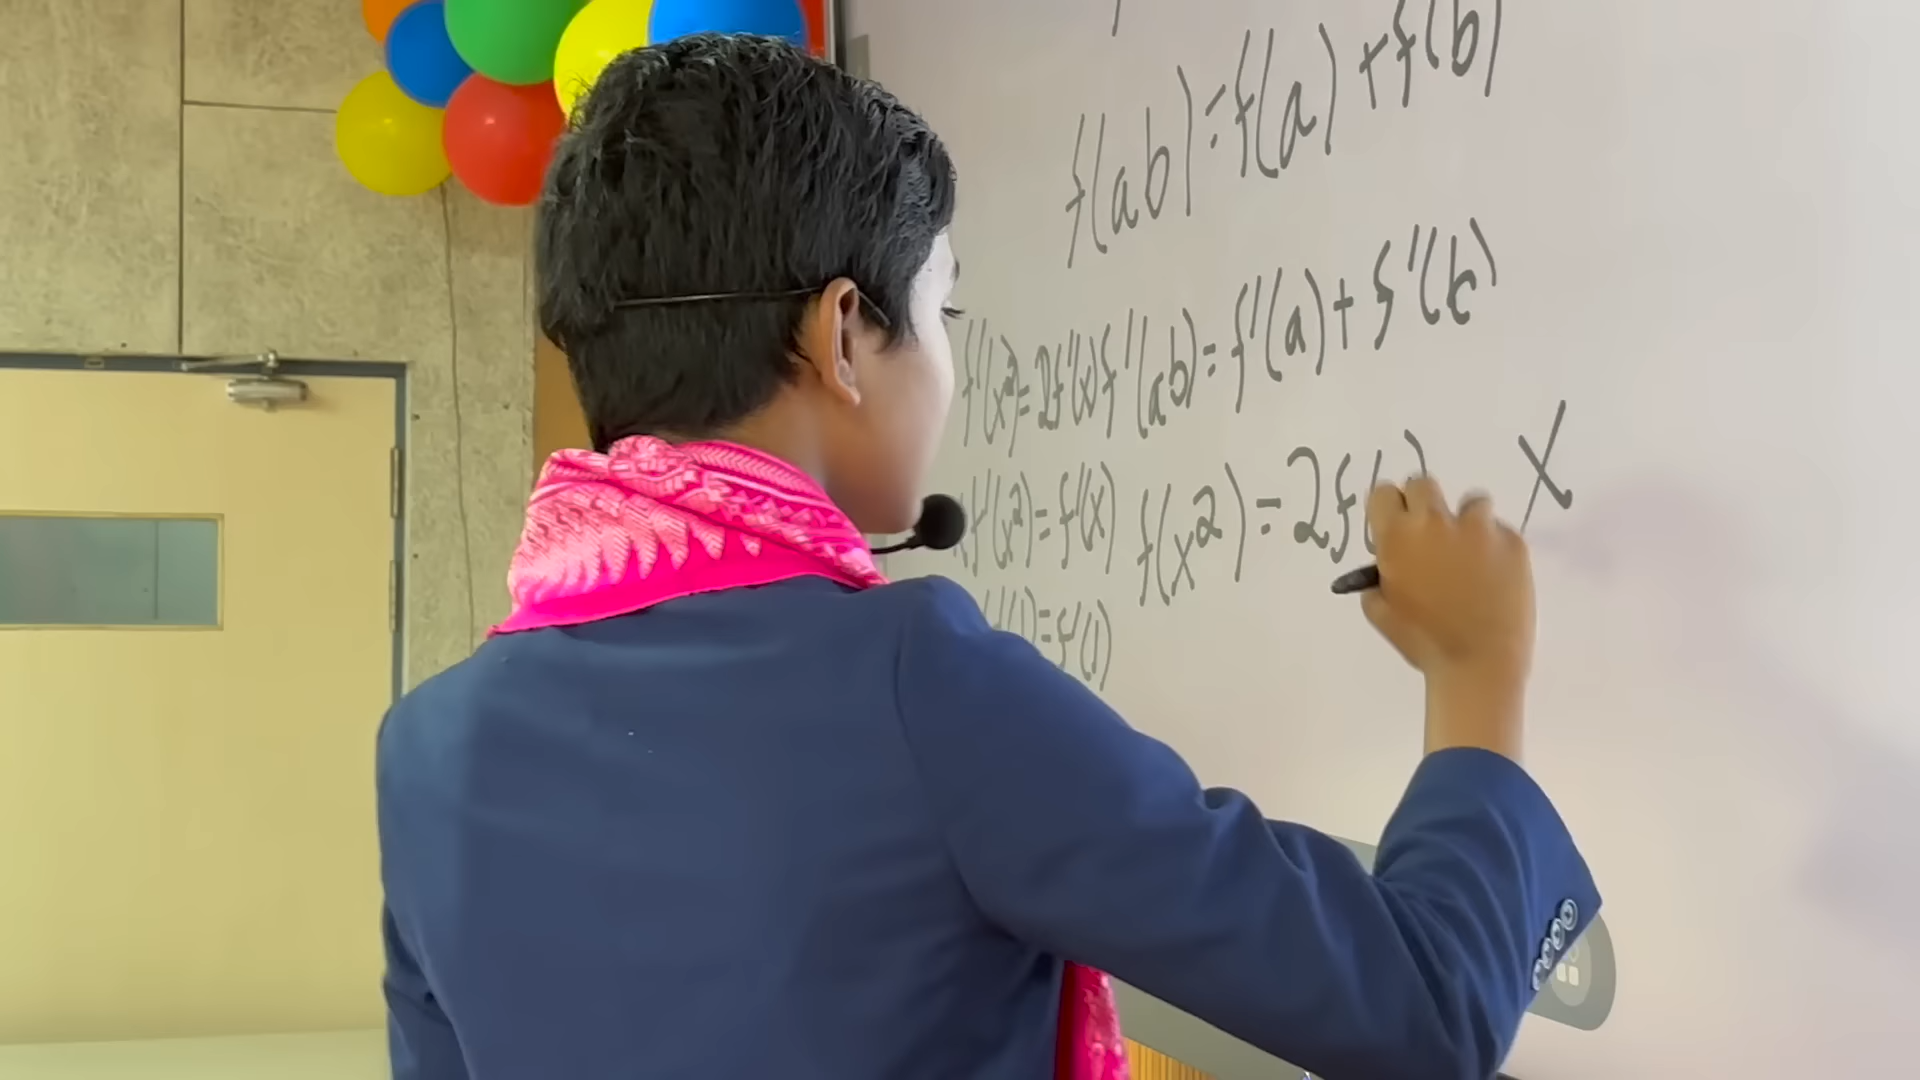 f(ab) = f(a) + f(b)
f'(x²) = 2f'(x) f'(ab) = f'(a) + f'(b)
f'(x²) = f'(x) f(x²) = 2f( ) X
(1) = f'(1)